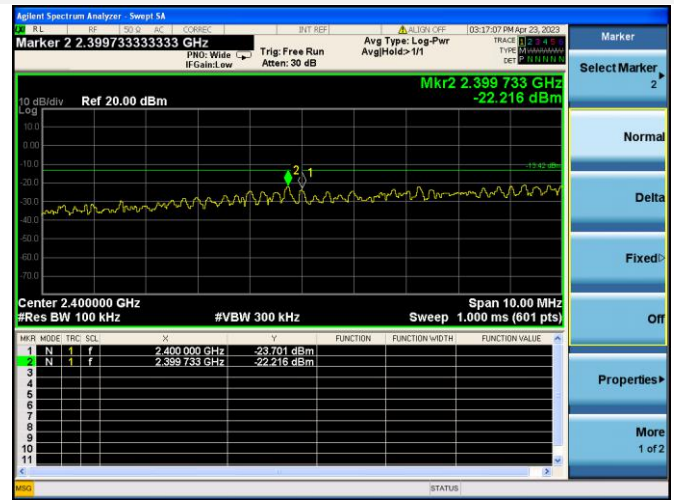 Agilent Spectrum Analyzer - Swept SA
RL RF 50 Ω AC CORREC INT REF ALIGN OFF 03:17:07 PM Apr 23, 2023
Marker 2 2.399733333333 GHz
PNO: Wide
IFGain:Low
Trig: Free Run
Atten: 30 dB
Avg Type: Log-Pwr
Avg|Hold>1/1
TRACE 1 2 3 4 5 6
TYPE
DET P N N N N N
Mkr2 2.399 733 GHz
-22.216 dBm
10 dB/div Ref 20.00 dBm
Log
10.0
0.00
-10.0
-20.0
-30.0
-40.0
-50.0
-60.0
-70.0
2
1
-13.42 dBm
Center 2.400000 GHz Span 10.00 MHz
#Res BW 100 kHz #VBW 300 kHz Sweep 1.000 ms (601 pts)
MKR MODE TRC SCL X Y FUNCTION FUNCTION WIDTH FUNCTION VALUE
1 N 1 f 2.400 000 GHz -23.701 dBm
2 N 1 f 2.399 733 GHz -22.216 dBm
3
4
5
6
7
8
9
10
11
MSG STATUS
Marker
Select Marker
2
Normal
Delta
Fixed
Off
Properties
More
1 of 2